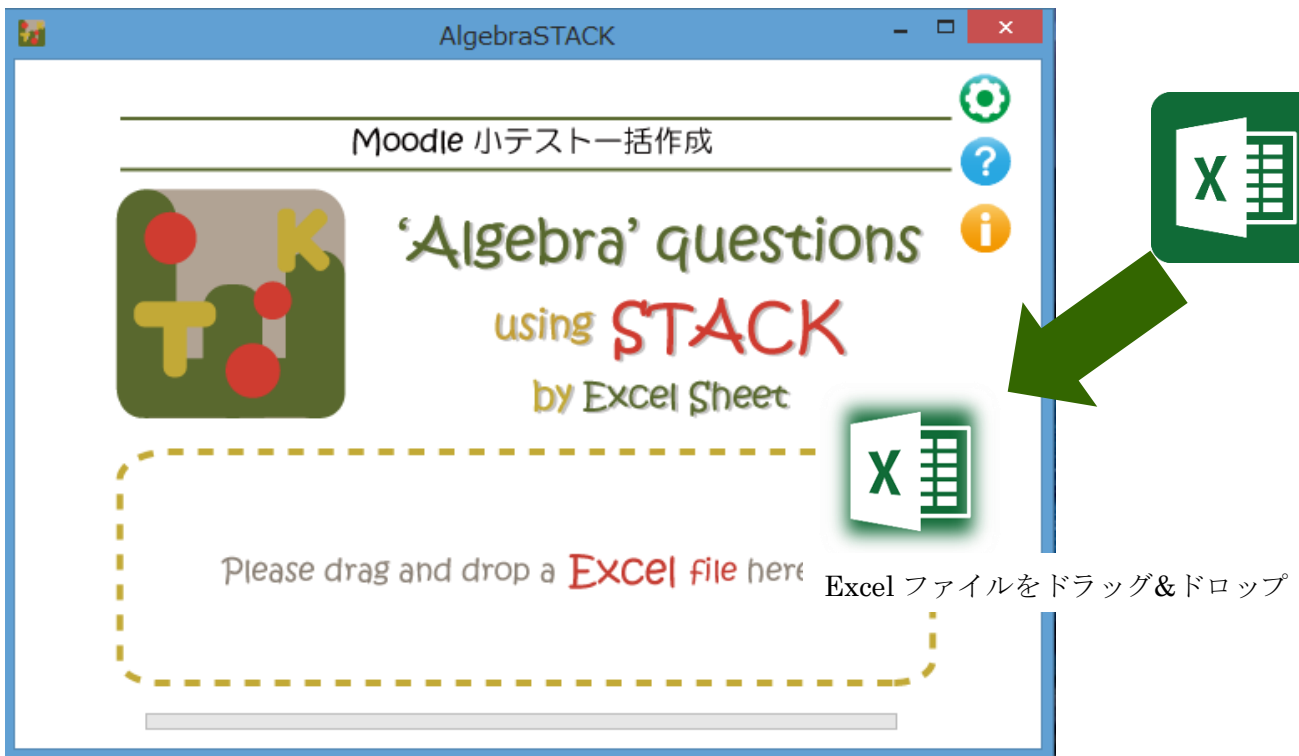 AlgebraSTACK
Moodle 小テスト一括作成
T K
'Algebra' questions
using STACK
by Excel Sheet
Please drag and drop a Excel file here
Excel ファイルをドラッグ&ドロップ